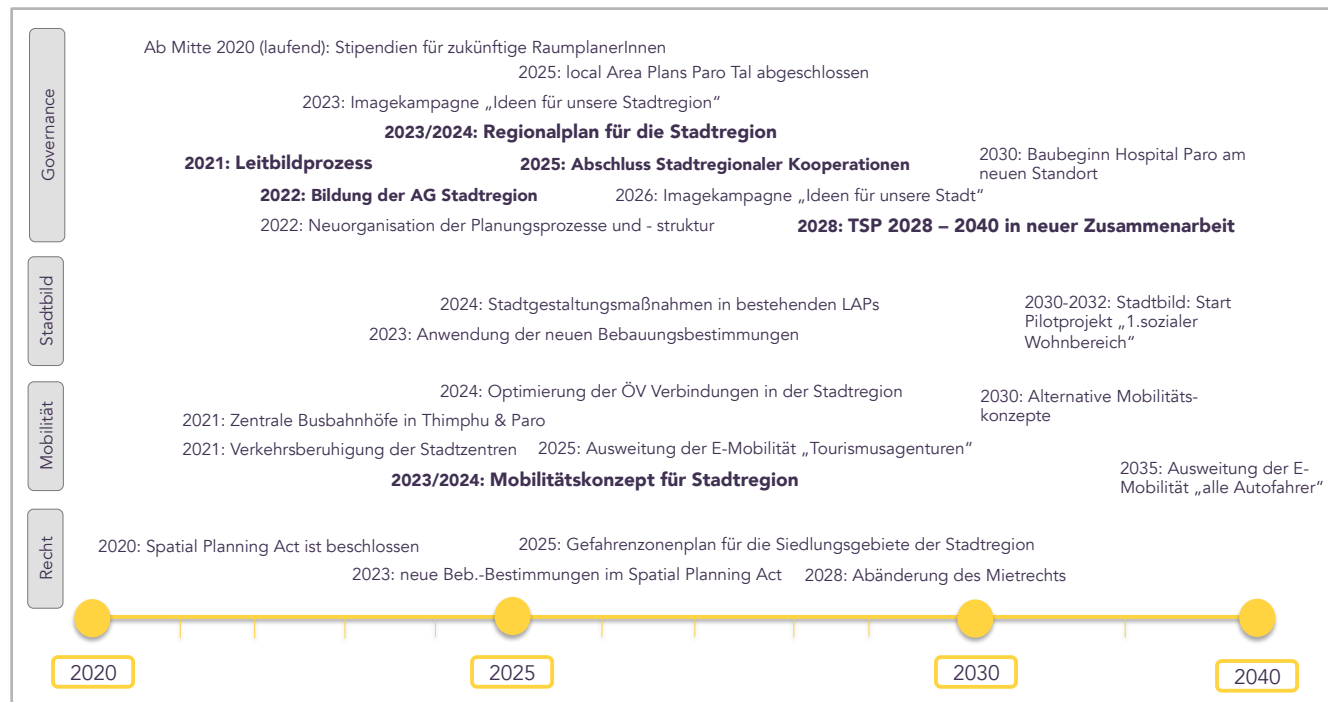 Governance
Ab Mitte 2020 (laufend): Stipendien für zukünftige RaumplanerInnen
2025: local Area Plans Paro Tal abgeschlossen
2023: Imagekampagne „Ideen für unsere Stadtregion“
2023/2024: Regionalplan für die Stadtregion
2021: Leitbildprozess
2025: Abschluss Stadtregionaler Kooperationen
2030: Baubeginn Hospital Paro am
neuen Standort
2022: Bildung der AG Stadtregion
2026: Imagekampagne „Ideen für unsere Stadt“
2022: Neuorganisation der Planungsprozesse und - struktur
2028: TSP 2028 – 2040 in neuer Zusammenarbeit
Stadtbild
2024: Stadtgestaltungsmaßnahmen in bestehenden LAPs
2023: Anwendung der neuen Bebauungsbestimmungen
2030-2032: Stadtbild: Start
Pilotprojekt „1.sozialer
Wohnbereich“
Mobilität
2024: Optimierung der ÖV Verbindungen in der Stadtregion
2030: Alternative Mobilitäts-
konzepte
2021: Zentrale Busbahnhöfe in Thimphu & Paro
2021: Verkehrsberuhigung der Stadtzentren
2025: Ausweitung der E-Mobilität „Tourismusagenturen“
2023/2024: Mobilitätskonzept für Stadtregion
2035: Ausweitung der E-
Mobilität „alle Autofahrer“
Recht
2020: Spatial Planning Act ist beschlossen
2025: Gefahrenzonenplan für die Siedlungsgebiete der Stadtregion
2023: neue Beb.-Bestimmungen im Spatial Planning Act
2028: Abänderung des Mietrechts
2020
2025
2030
2040